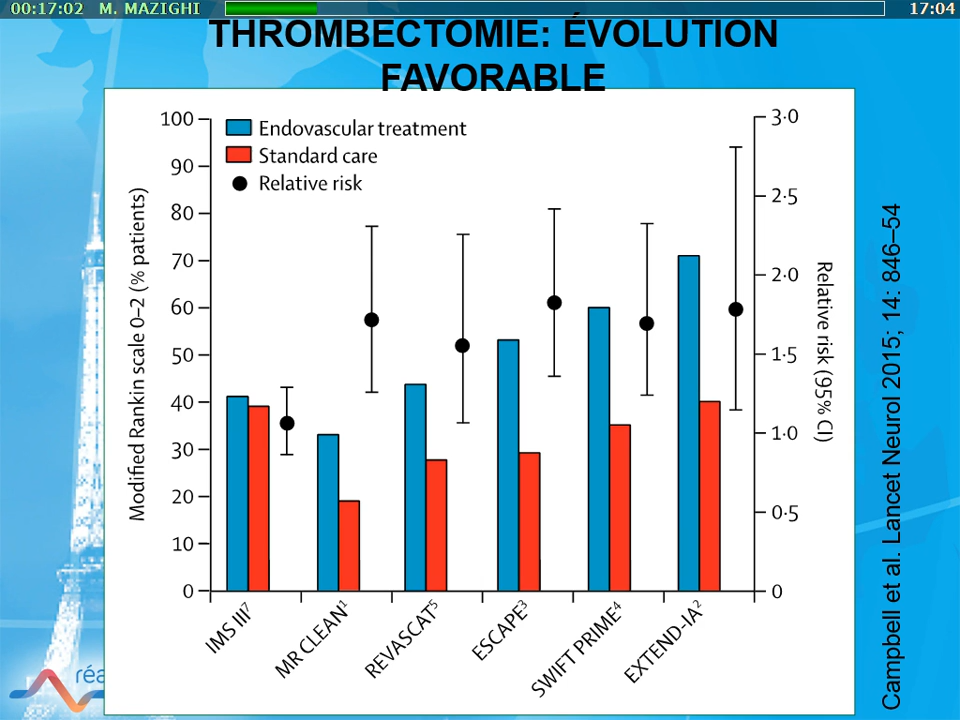 00:17:02 M. MAZIGHI 17:04
THROMBECTOMIE: ÉVOLUTION
FAVORABLE
Endovascular treatment
Standard care
Relative risk
Modified Rankin scale 0–2 (% patients)
100
90
80
70
60
50
40
30
20
10
0
3·0
2·5
2·0
1·5
1·0
0·5
0
Relative risk (95% CI)
IMS III⁷
MR CLEAN¹
REVASCAT⁵
ESCAPE³
SWIFT PRIME⁴
EXTEND-IA²
Campbell et al. Lancet Neurol 2015; 14: 846–54
réa